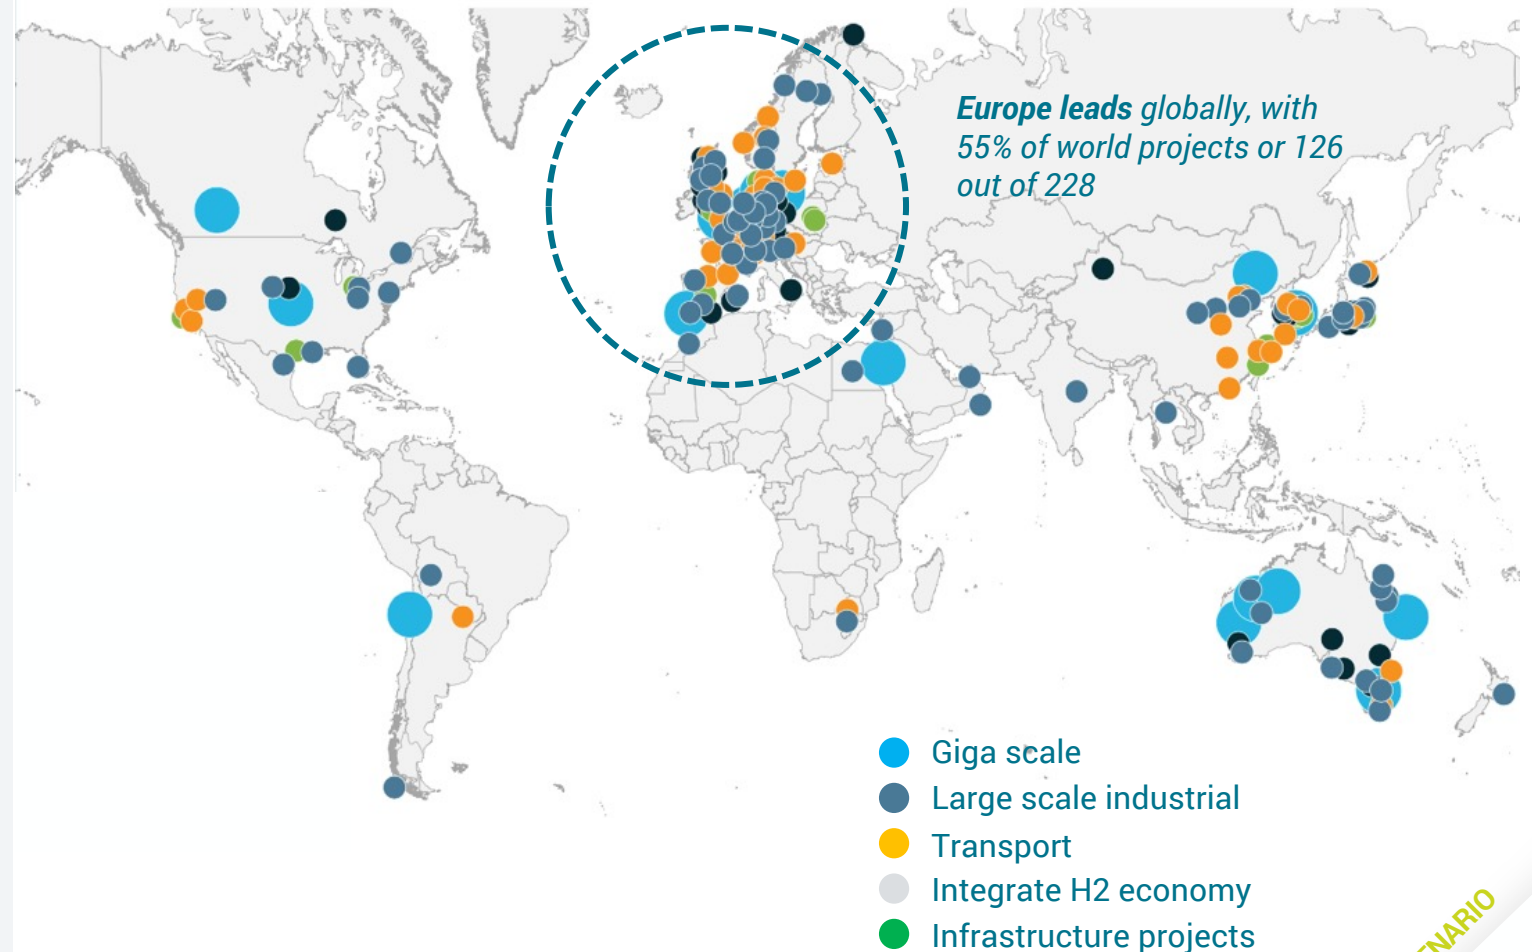 Europe leads globally, with
55% of world projects or 126
out of 228
Giga scale
Large scale industrial
Transport
Integrate H2 economy
Infrastructure projects